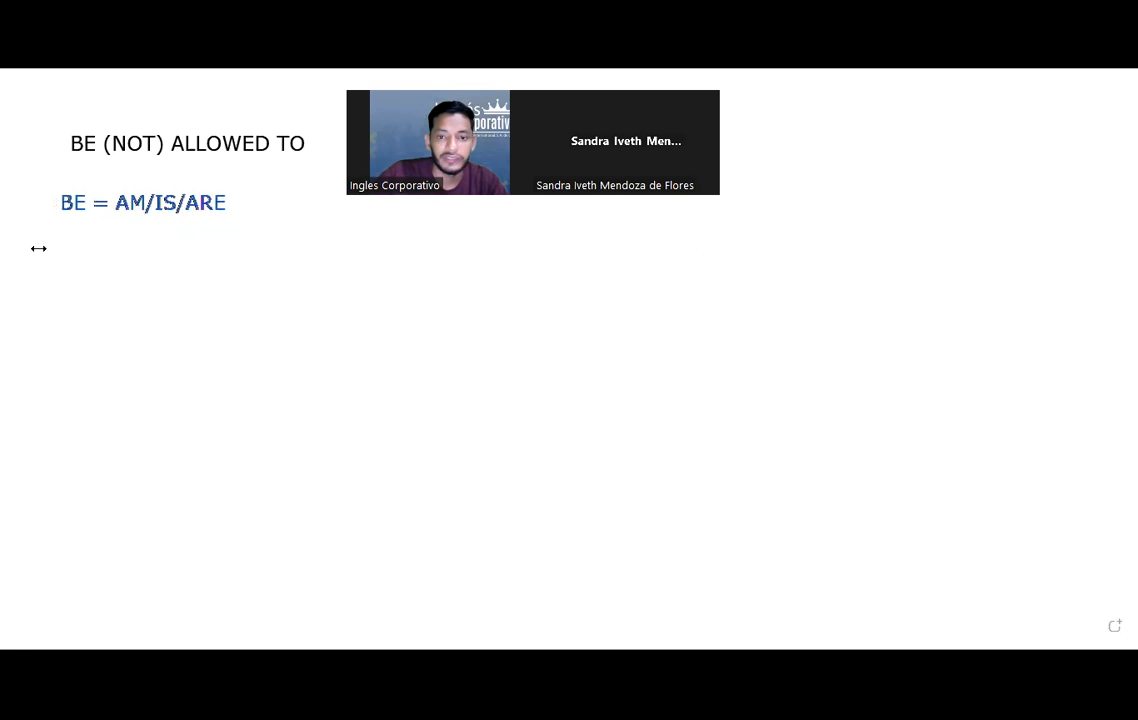 BE (NOT) ALLOWED TO
BE = AM/IS/ARE
Sandra Iveth Men...
Ingles Corporativo
Sandra Iveth Mendoza de Flores